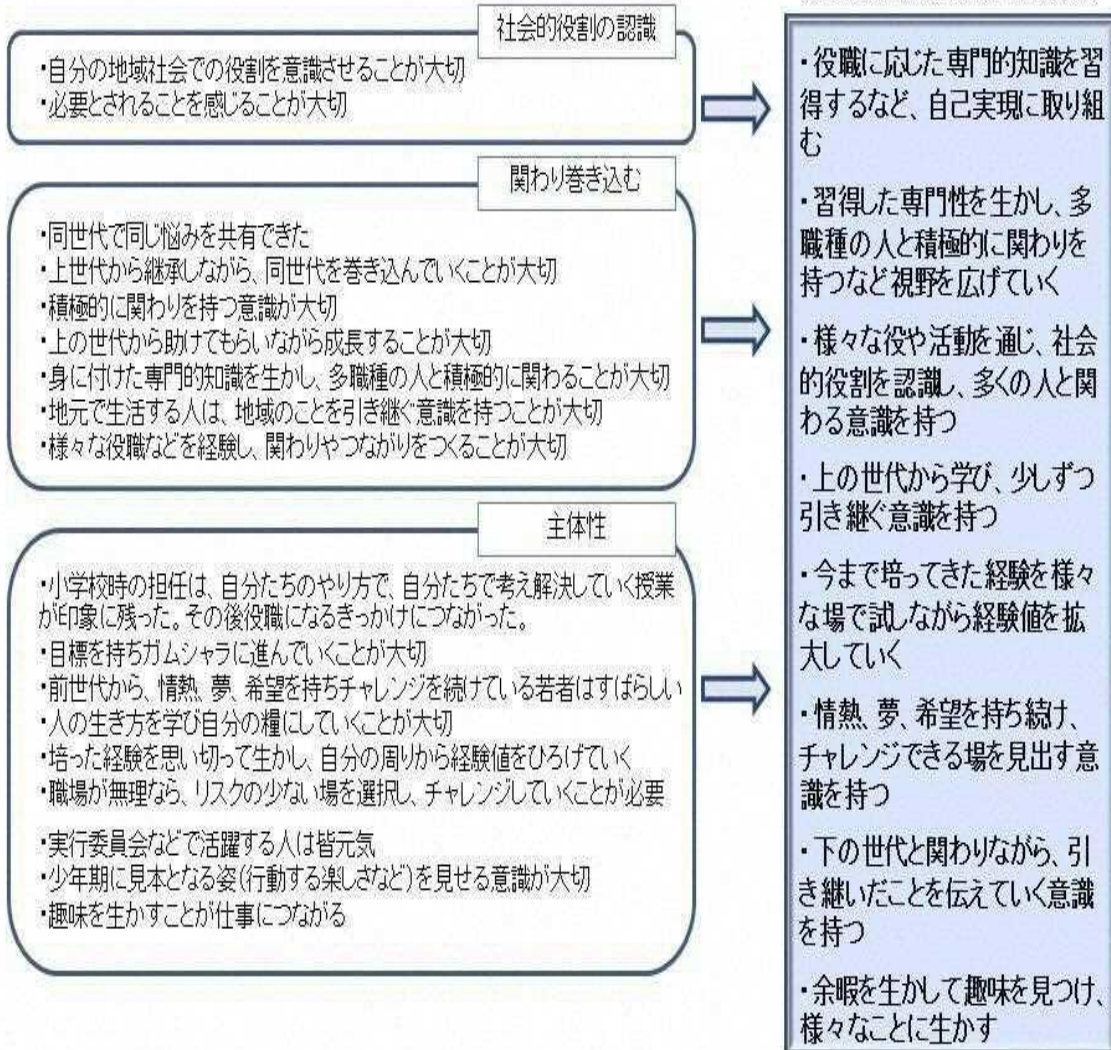 社会的役割の認識
・自分の地域社会での役割を意識させることが大切
・必要とされることを感じることが大切
関わり巻き込む
・同世代で同じ悩みを共有できた
・上世代から継承しながら、同世代を巻き込んでいくことが大切
・積極的に関わりを持つ意識が大切
・上の世代から助けてもらいながら成長することが大切
・身に付けた専門的知識を生かし、多職種の人と積極的に関わることが大切
・地元で生活する人は、地域のことを引き継ぐ意識を持つことが大切
・様々な役職などを経験し、関わりやつながりをつくることが大切
主体性
・小学校時の担任は、自分たちのやり方で、自分たちで考え解決していく授業
が印象に残った。その後役職になるきっかけにつながった。
・目標を持ちガムシャラに進んでいくことが大切
・前世代から、情熱、夢、希望を持ちチャレンジを続けている若者はすばらしい
・人の生き方を学び自分の糧にしていくことが大切
・培った経験を思い切って生かし、自分の周りから経験値をひろげていく
・職場が無理なら、リスクの少ない場を選択し、チャレンジしていくことが必要
・実行委員会などで活躍する人は皆元気
・少年期に見本となる姿(行動する楽しさなど)を見せる意識が大切
・趣味を生かすことが仕事につながる
・役職に応じた専門的知識を習
得するなど、自己実現に取り組
む
・習得した専門性を生かし、多
職種の人と積極的に関わりを
持つなど視野を広げていく
・様々な役や活動を通じ、社会
的役割を認識し、多くの人と関
わる意識を持つ
・上の世代から学び、少しずつ
引き継ぐ意識を持つ
・今まで培ってきた経験を様々
な場で試しながら経験値を拡
大していく
・情熱、夢、希望を持ち続け、
チャレンジできる場を見出す意
識を持つ
・下の世代と関わりながら、引
き継いだことを伝えていく意識
を持つ
・余暇を生かして趣味を見つけ、
様々なことに生かす